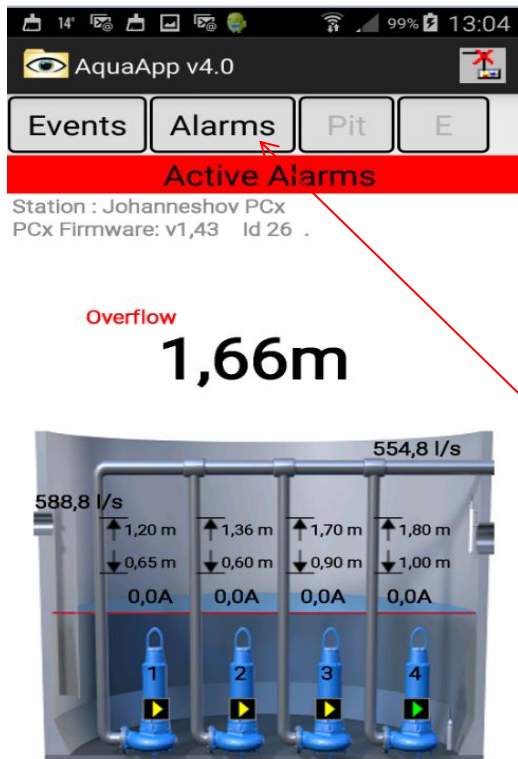 14° 99% 13:04
AquaApp v4.0
Events Alarms Pit E
Active Alarms
Station : Johanneshov PCx
PCx Firmware: v1,43 Id 26 .
Overflow
1,66m
554,8 l/s
588,8 l/s
1,20 m 1,36 m 1,70 m 1,80 m
0,65 m 0,60 m 0,90 m 1,00 m
0,0A 0,0A 0,0A 0,0A
1 2 3 4